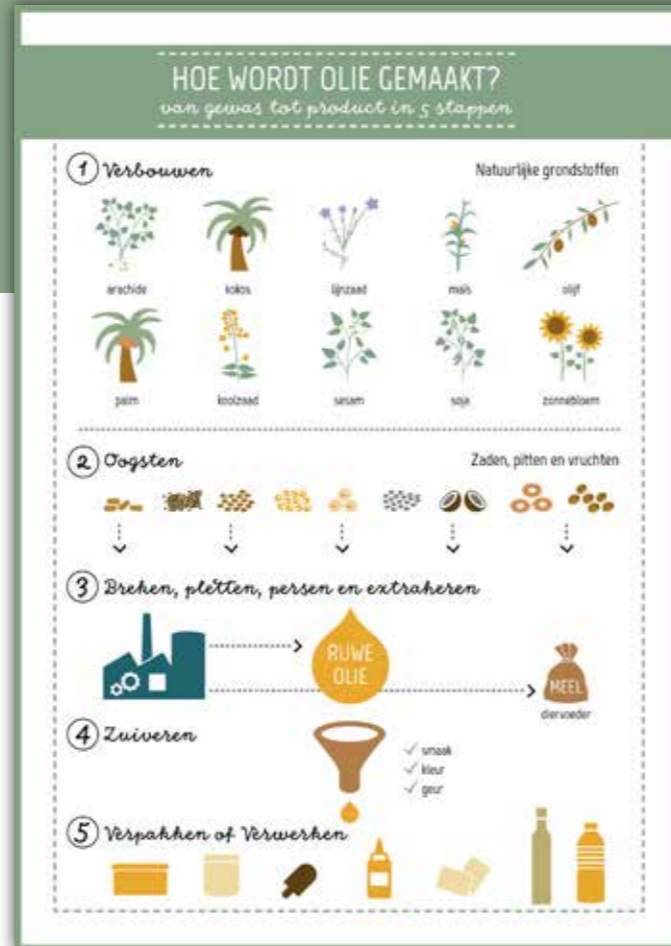 HOE WORDT OLIE GEMAAKT?
van gewas tot product in 5 stappen
1 Verbouwen
Natuurlijke grondstoffen
arachide kokos lijnzaad maïs olijf
palm koolzaad sesam soja zonnebloem
2 Oogsten
Zaden, pitten en vruchten
3 Breken, pletten, persen en extraheren
RUWE
OLIE
MEEL
diervoeder
4 Zuiveren
smaak
kleur
geur
5 Verpakken of Verwerken